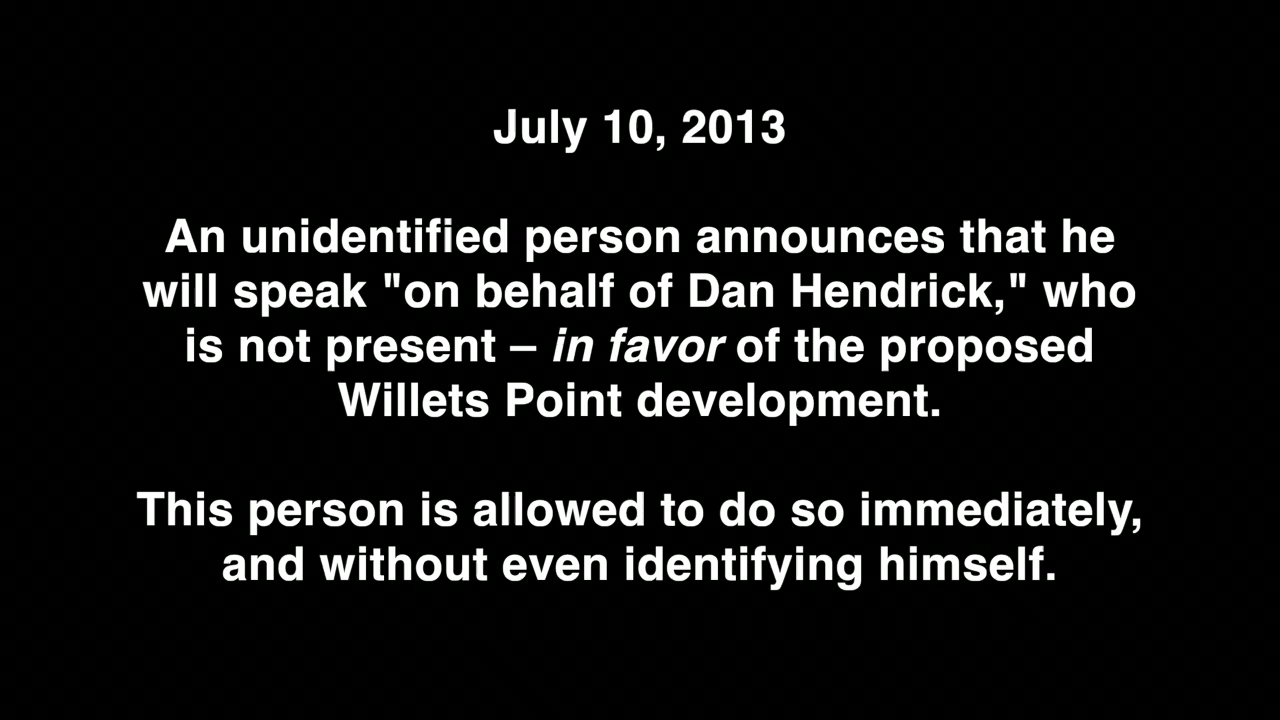 July 10, 2013
An unidentified person announces that he
will speak "on behalf of Dan Hendrick," who
is not present – in favor of the proposed
Willets Point development.
This person is allowed to do so immediately,
and without even identifying himself.